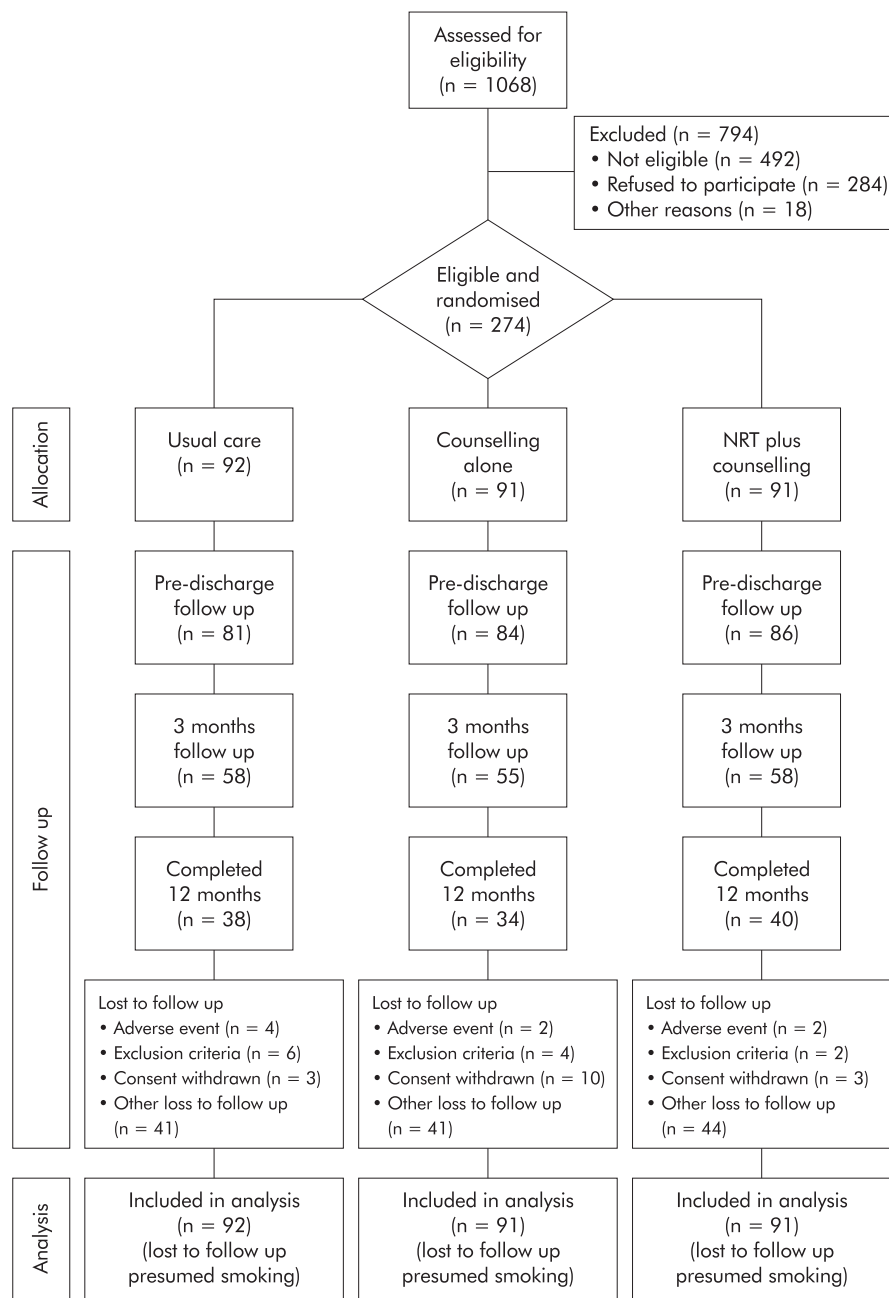 Assessed for
eligibility
(n = 1068)
Excluded (n = 794)
• Not eligible (n = 492)
• Refused to participate (n = 284)
• Other reasons (n = 18)
Eligible and
randomised
(n = 274)
Allocation
Usual care
(n = 92)
Counselling
alone
(n = 91)
NRT plus
counselling
(n = 91)
Follow up
Pre-discharge
follow up
(n = 81)
Pre-discharge
follow up
(n = 84)
Pre-discharge
follow up
(n = 86)
3 months
follow up
(n = 58)
3 months
follow up
(n = 55)
3 months
follow up
(n = 58)
Completed
12 months
(n = 38)
Completed
12 months
(n = 34)
Completed
12 months
(n = 40)
Lost to follow up
• Adverse event (n = 4)
• Exclusion criteria (n = 6)
• Consent withdrawn (n = 3)
• Other loss to follow up
(n = 41)
Lost to follow up
• Adverse event (n = 2)
• Exclusion criteria (n = 4)
• Consent withdrawn (n = 10)
• Other loss to follow up
(n = 41)
Lost to follow up
• Adverse event (n = 2)
• Exclusion criteria (n = 2)
• Consent withdrawn (n = 3)
• Other loss to follow up
(n = 44)
Analysis
Included in analysis
(n = 92)
(lost to follow up
presumed smoking)
Included in analysis
(n = 91)
(lost to follow up
presumed smoking)
Included in analysis
(n = 91)
(lost to follow up
presumed smoking)